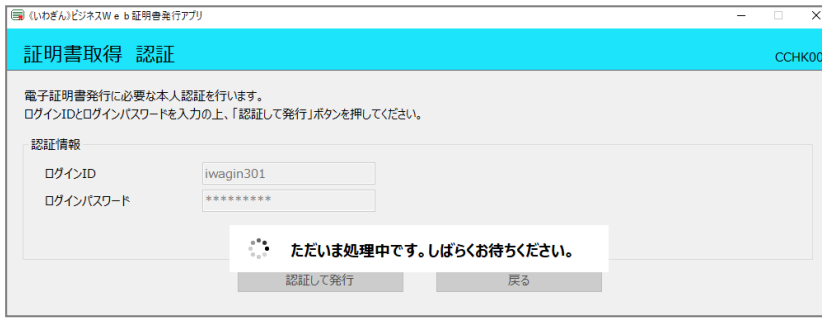 《いわぎん》ビジネスWeb証明書発行アプリ
証明書取得 認証
CCHK00
電子証明書発行に必要な本人認証を行います。
ログインIDとログインパスワードを入力の上、「認証して発行」ボタンを押してください。
認証情報
ログインID
iwagin301
ログインパスワード
*********
ただいま処理中です。しばらくお待ちください。
認証して発行
戻る